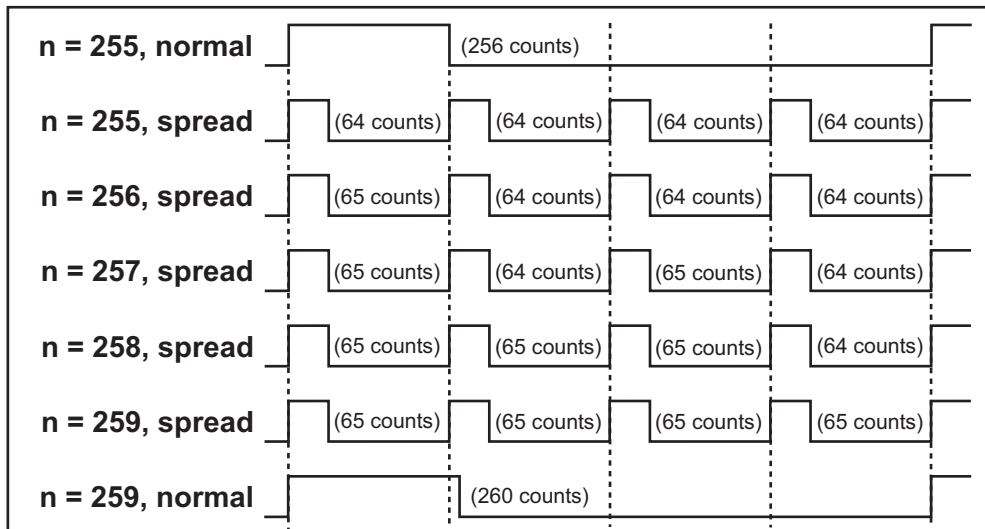 n = 255, normal (256 counts)
n = 255, spread (64 counts) (64 counts) (64 counts) (64 counts)
n = 256, spread (65 counts) (64 counts) (64 counts) (64 counts)
n = 257, spread (65 counts) (64 counts) (65 counts) (64 counts)
n = 258, spread (65 counts) (65 counts) (65 counts) (64 counts)
n = 259, spread (65 counts) (65 counts) (65 counts) (65 counts)
n = 259, normal (260 counts)